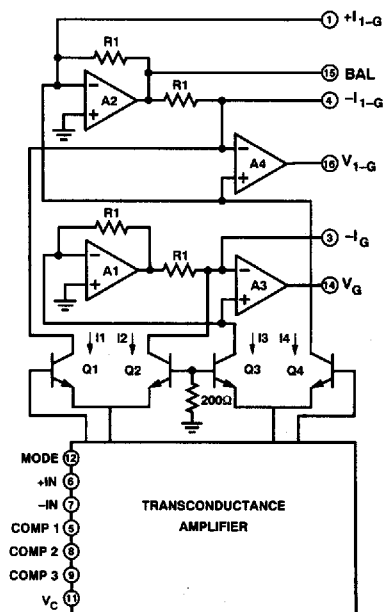 R1 1 +I1-G
15 BAL
A2 R1 4 -I1-G
- +
- A4 + 16 V1-G
R1
R1 3 -IG
- A1 + - A3 + 14 VG
I1 I2 I3 I4
Q1 Q2 Q3 Q4
200Ω
MODE 12
+IN 6
-IN 7
COMP 1 5
COMP 2 8
COMP 3 9
VC 11
TRANSCONDUCTANCE
AMPLIFIER